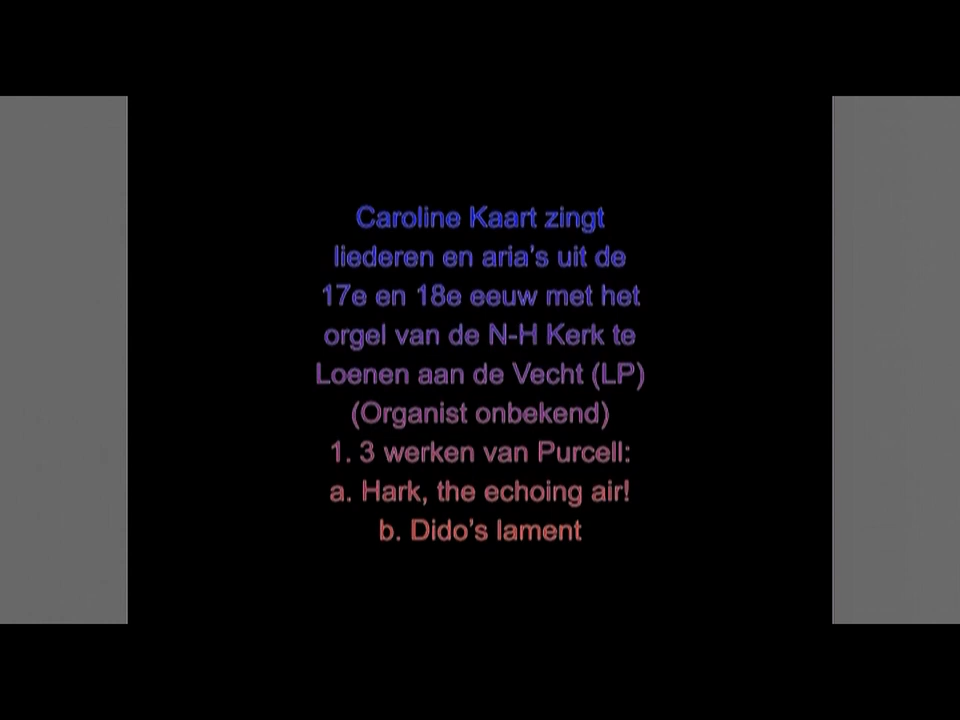 Caroline Kaart zingt
liederen en aria’s uit de
17e en 18e eeuw met het
orgel van de N-H Kerk te
Loenen aan de Vecht (LP)
(Organist onbekend)
1. 3 werken van Purcell:
a. Hark, the echoing air!
b. Dido’s lament